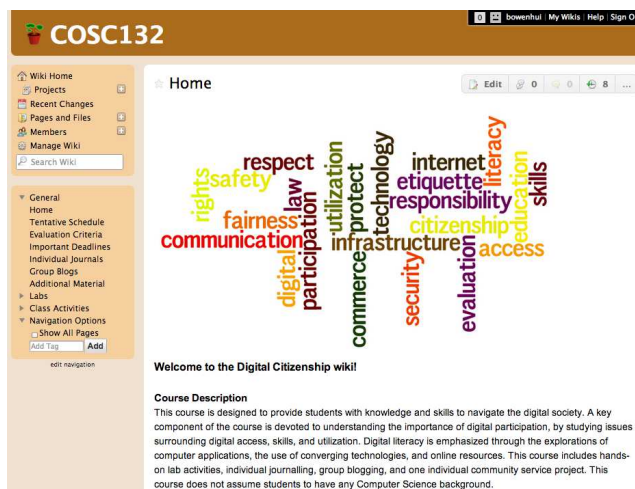 COSC132
0 bowenhui | My Wikis | Help | Sign O
Wiki Home
Projects
Recent Changes
Pages and Files
Members
Manage Wiki
Search Wiki
General
Home
Tentative Schedule
Evaluation Criteria
Important Deadlines
Individual Journals
Group Blogs
Additional Material
Labs
Class Activities
Navigation Options
Show All Pages
Add Tag Add
edit navigation
Home
Edit 0 0 8 ...
rights
safety
respect
fairness
law
communication
digital
participation
utilization
protect
technology
infrastructure
commerce
internet
etiquette
responsibility
citizenship
literacy
education
skills
security
evaluation
access
Welcome to the Digital Citizenship wiki!
Course Description
This course is designed to provide students with knowledge and skills to navigate the digital society. A key
component of the course is devoted to understanding the importance of digital participation, by studying issues
surrounding digital access, skills, and utilization. Digital literacy is emphasized through the explorations of
computer applications, the use of converging technologies, and online resources. This course includes hands-
on lab activities, individual journalling, group blogging, and one individual community service project. This
course does not assume students to have any Computer Science background.